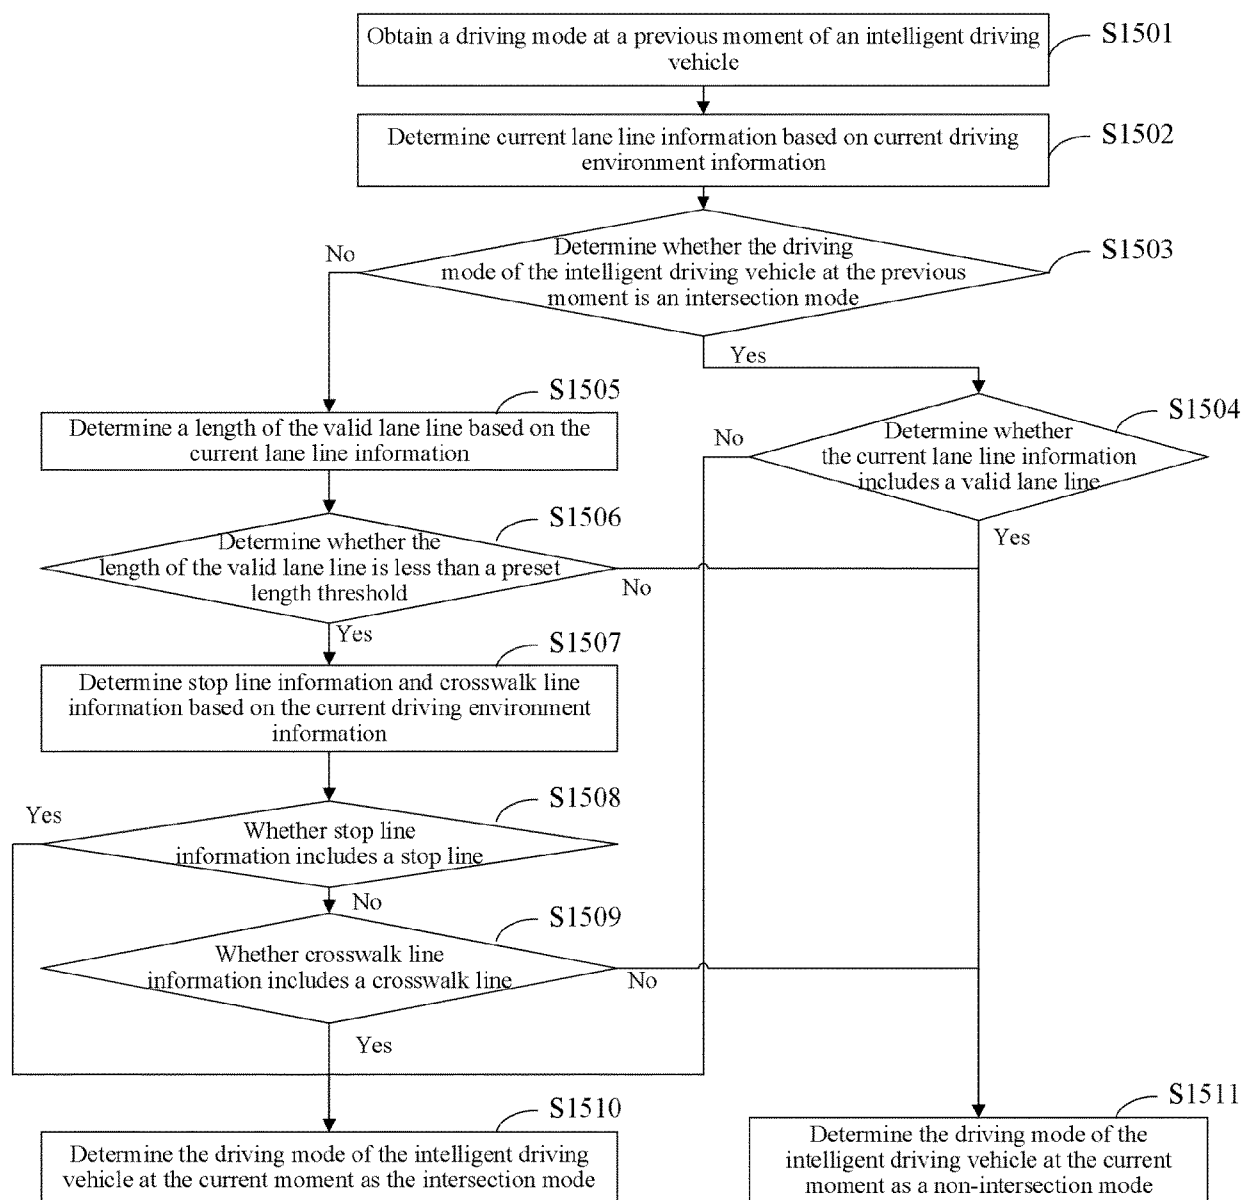 Obtain a driving mode at a previous moment of an intelligent driving
vehicle
S1501
Determine current lane line information based on current driving
environment information
S1502
Determine whether the driving
mode of the intelligent driving vehicle at the previous
moment is an intersection mode
S1503
No
Yes
S1505
Determine a length of the valid lane line based on the
current lane line information
S1504
Determine whether
the current lane line information
includes a valid lane line
No
Yes
S1506
Determine whether the
length of the valid lane line is less than a preset
length threshold
No
Yes
S1507
Determine stop line information and crosswalk line
information based on the current driving environment
information
S1508
Yes
Whether stop line
information includes a stop line
No
S1509
Whether crosswalk line
information includes a crosswalk line
No
Yes
S1510
Determine the driving mode of the intelligent driving
vehicle at the current moment as the intersection mode
S1511
Determine the driving mode of the
intelligent driving vehicle at the current
moment as a non-intersection mode